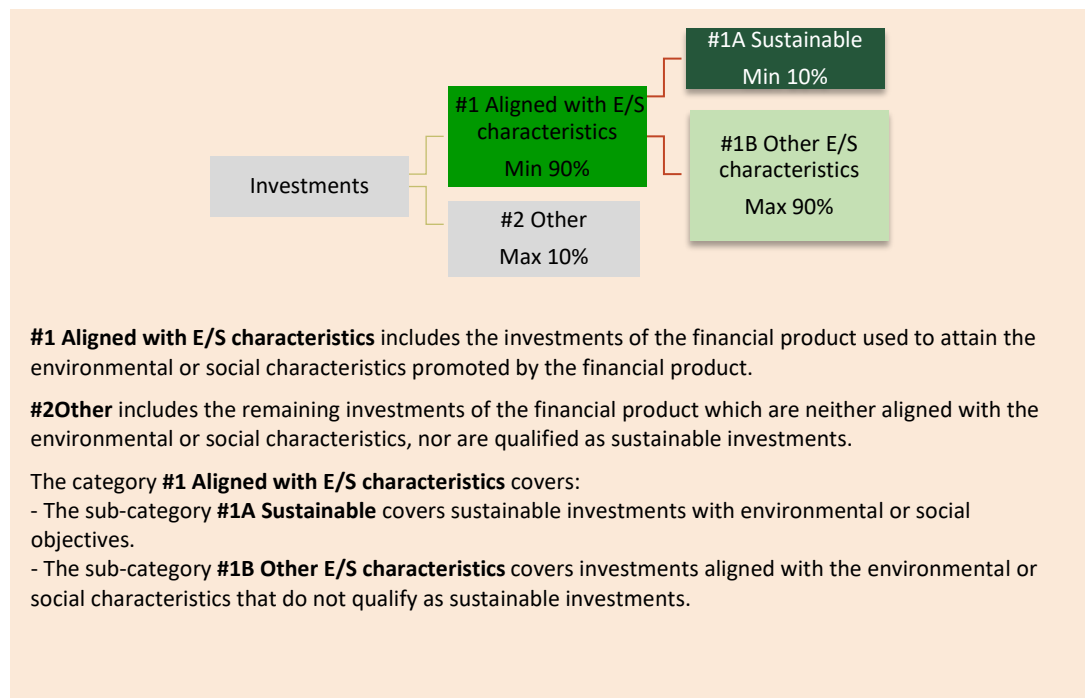 #1A Sustainable
Min 10%
#1 Aligned with E/S
characteristics
Min 90%
#1B Other E/S
characteristics
Max 90%
Investments
#2 Other
Max 10%
#1 Aligned with E/S characteristics includes the investments of the financial product used to attain the
environmental or social characteristics promoted by the financial product.
#2Other includes the remaining investments of the financial product which are neither aligned with the
environmental or social characteristics, nor are qualified as sustainable investments.
The category #1 Aligned with E/S characteristics covers:
- The sub-category #1A Sustainable covers sustainable investments with environmental or social
objectives.
- The sub-category #1B Other E/S characteristics covers investments aligned with the environmental or
social characteristics that do not qualify as sustainable investments.